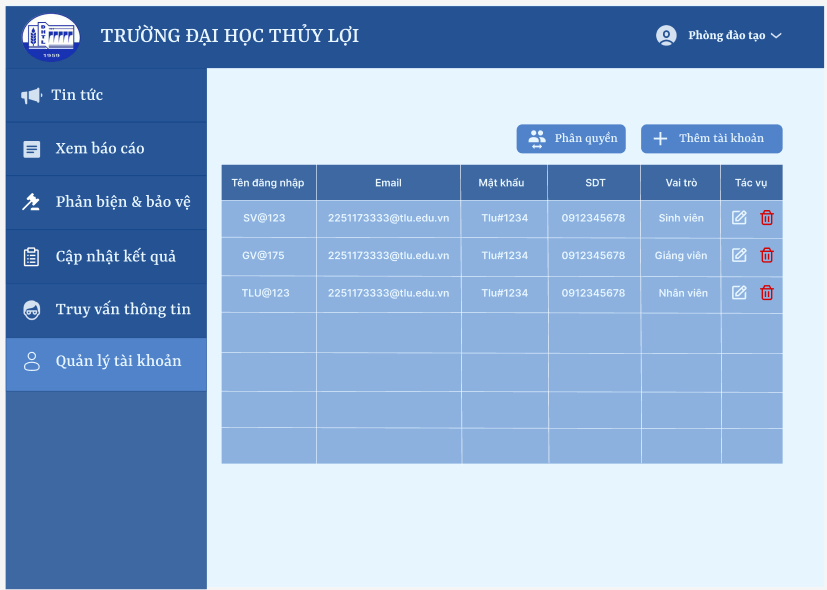 TRƯỜNG ĐẠI HỌC THỦY LỢI
Phòng đào tạo
1959
Tin tức
Xem báo cáo
Phản biện & bảo vệ
Cập nhật kết quả
Truy vấn thông tin
Quản lý tài khoản
Phân quyền
Thêm tài khoản
Tên đăng nhập Email Mật khẩu SDT Vai trò Tác vụ
SV@123 2251173333@tlu.edu.vn Tlu#1234 0912345678 Sinh viên
GV@175 2251173333@tlu.edu.vn Tlu#1234 0912345678 Giảng viên
TLU@123 2251173333@tlu.edu.vn Tlu#1234 0912345678 Nhân viên